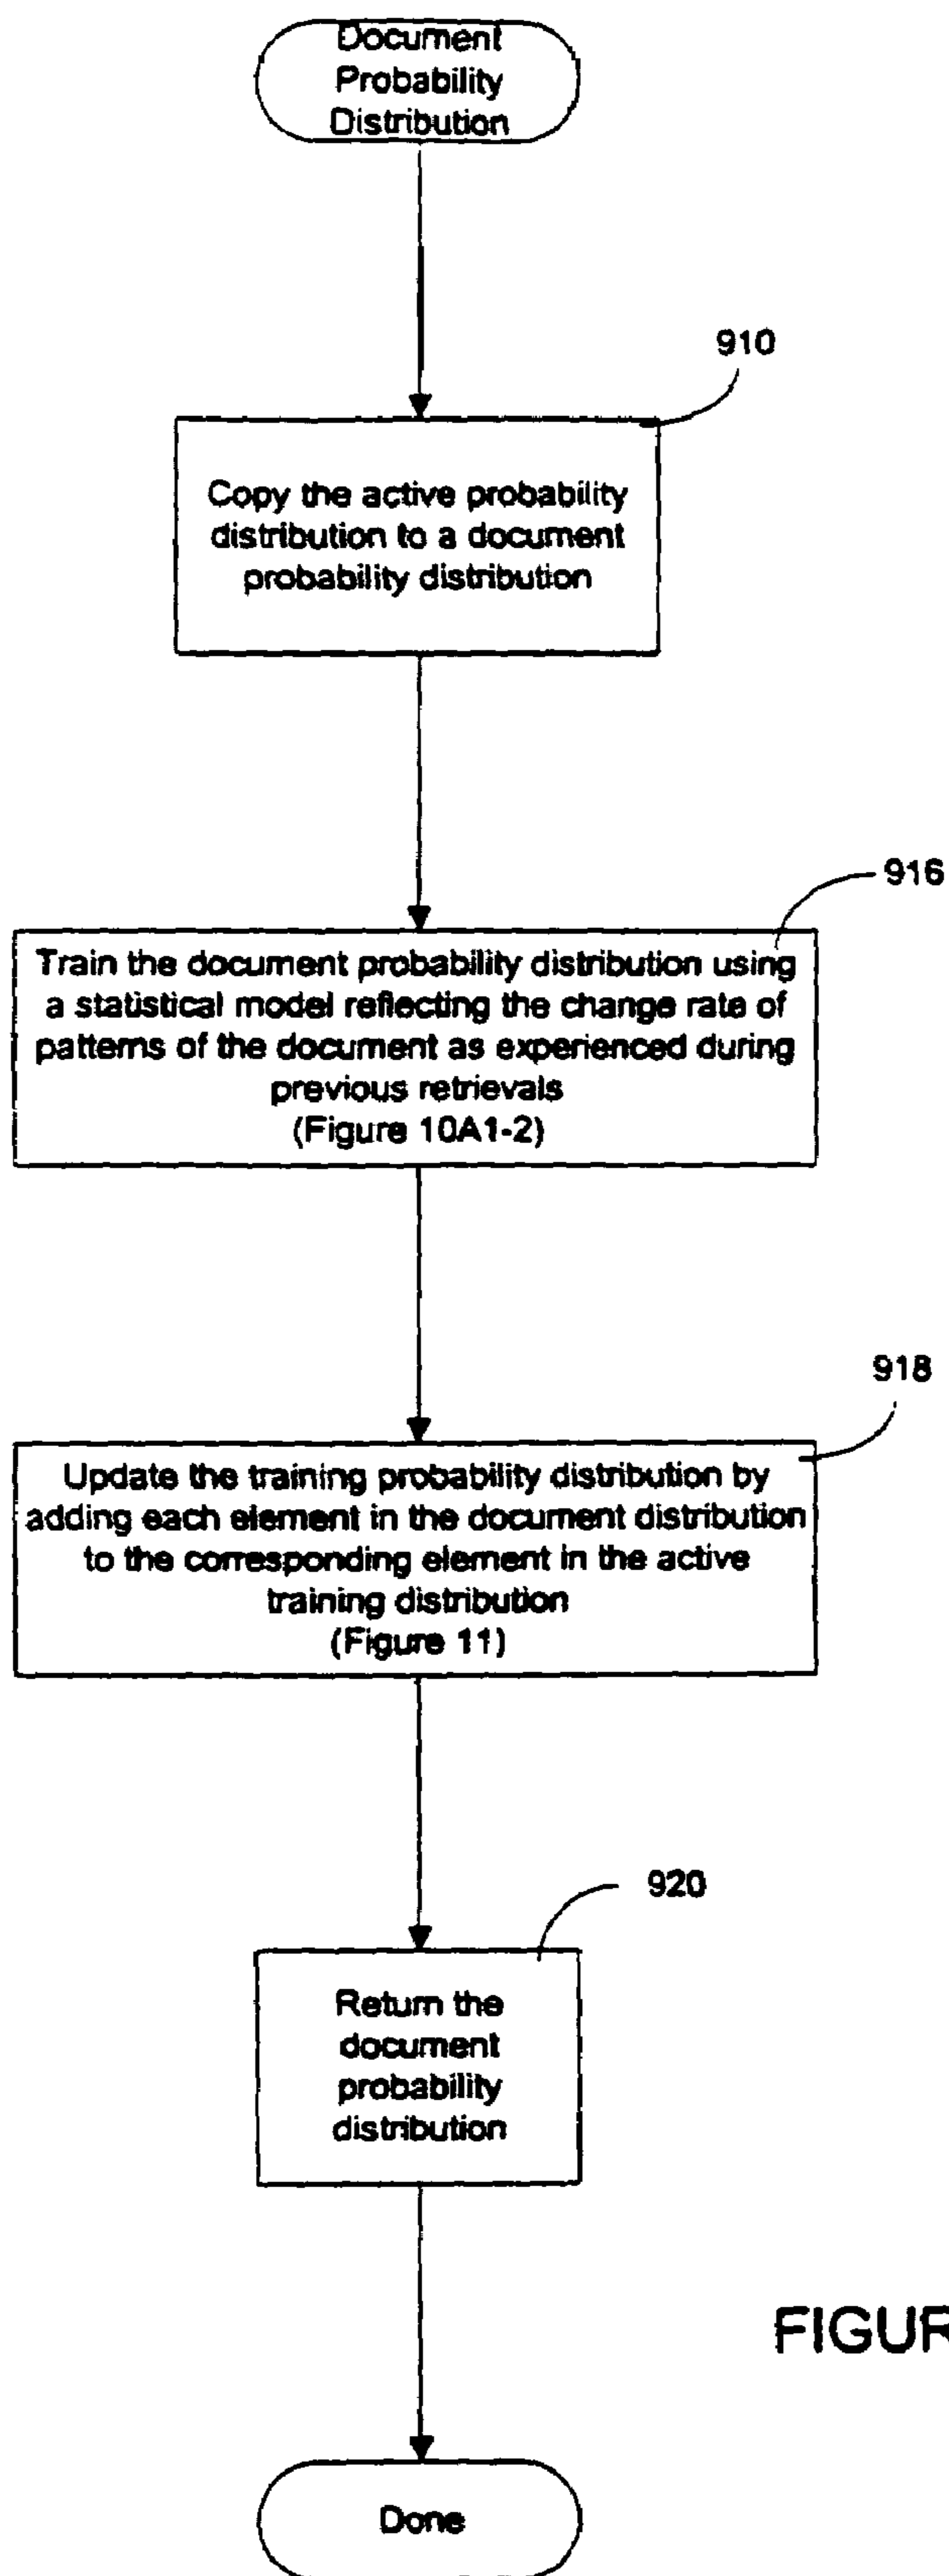 Document
Probability
Distribution
910
Copy the active probability
distribution to a document
probability distribution
916
Train the document probability distribution using
a statistical model reflecting the change rate of
patterns of the document as experienced during
previous retrievals
(Figure 10A1-2)
918
Update the training probability distribution by
adding each element in the document distribution
to the corresponding element in the active
training distribution
(Figure 11)
920
Return the
document
probability
distribution
FIGUR
Done